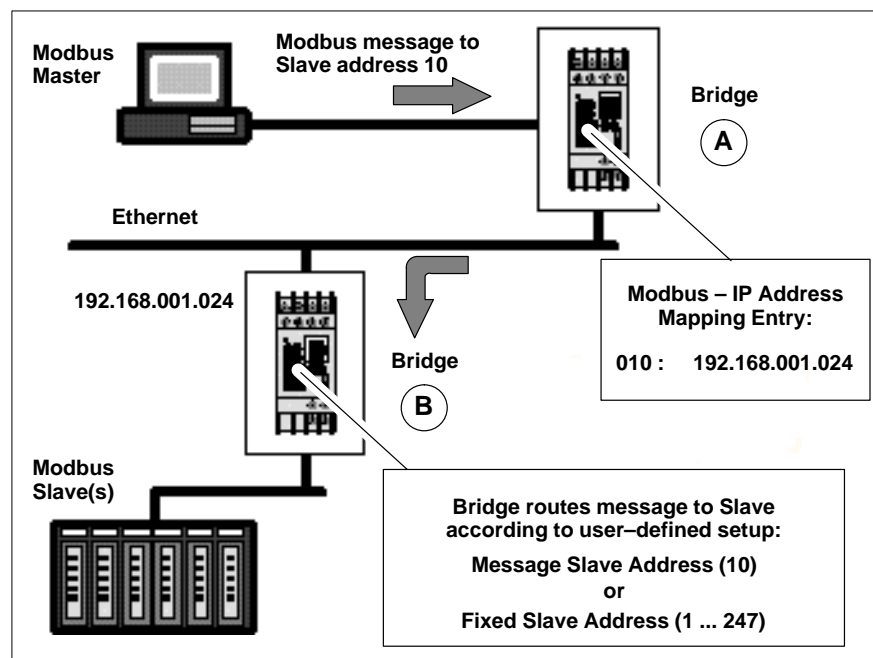 Modbus
Master
Modbus message to
Slave address 10
Bridge
A
Ethernet
192.168.001.024
Modbus – IP Address
Mapping Entry:
010 : 192.168.001.024
Bridge
B
Modbus
Slave(s)
Bridge routes message to Slave
according to user–defined setup:
Message Slave Address (10)
or
Fixed Slave Address (1 ... 247)